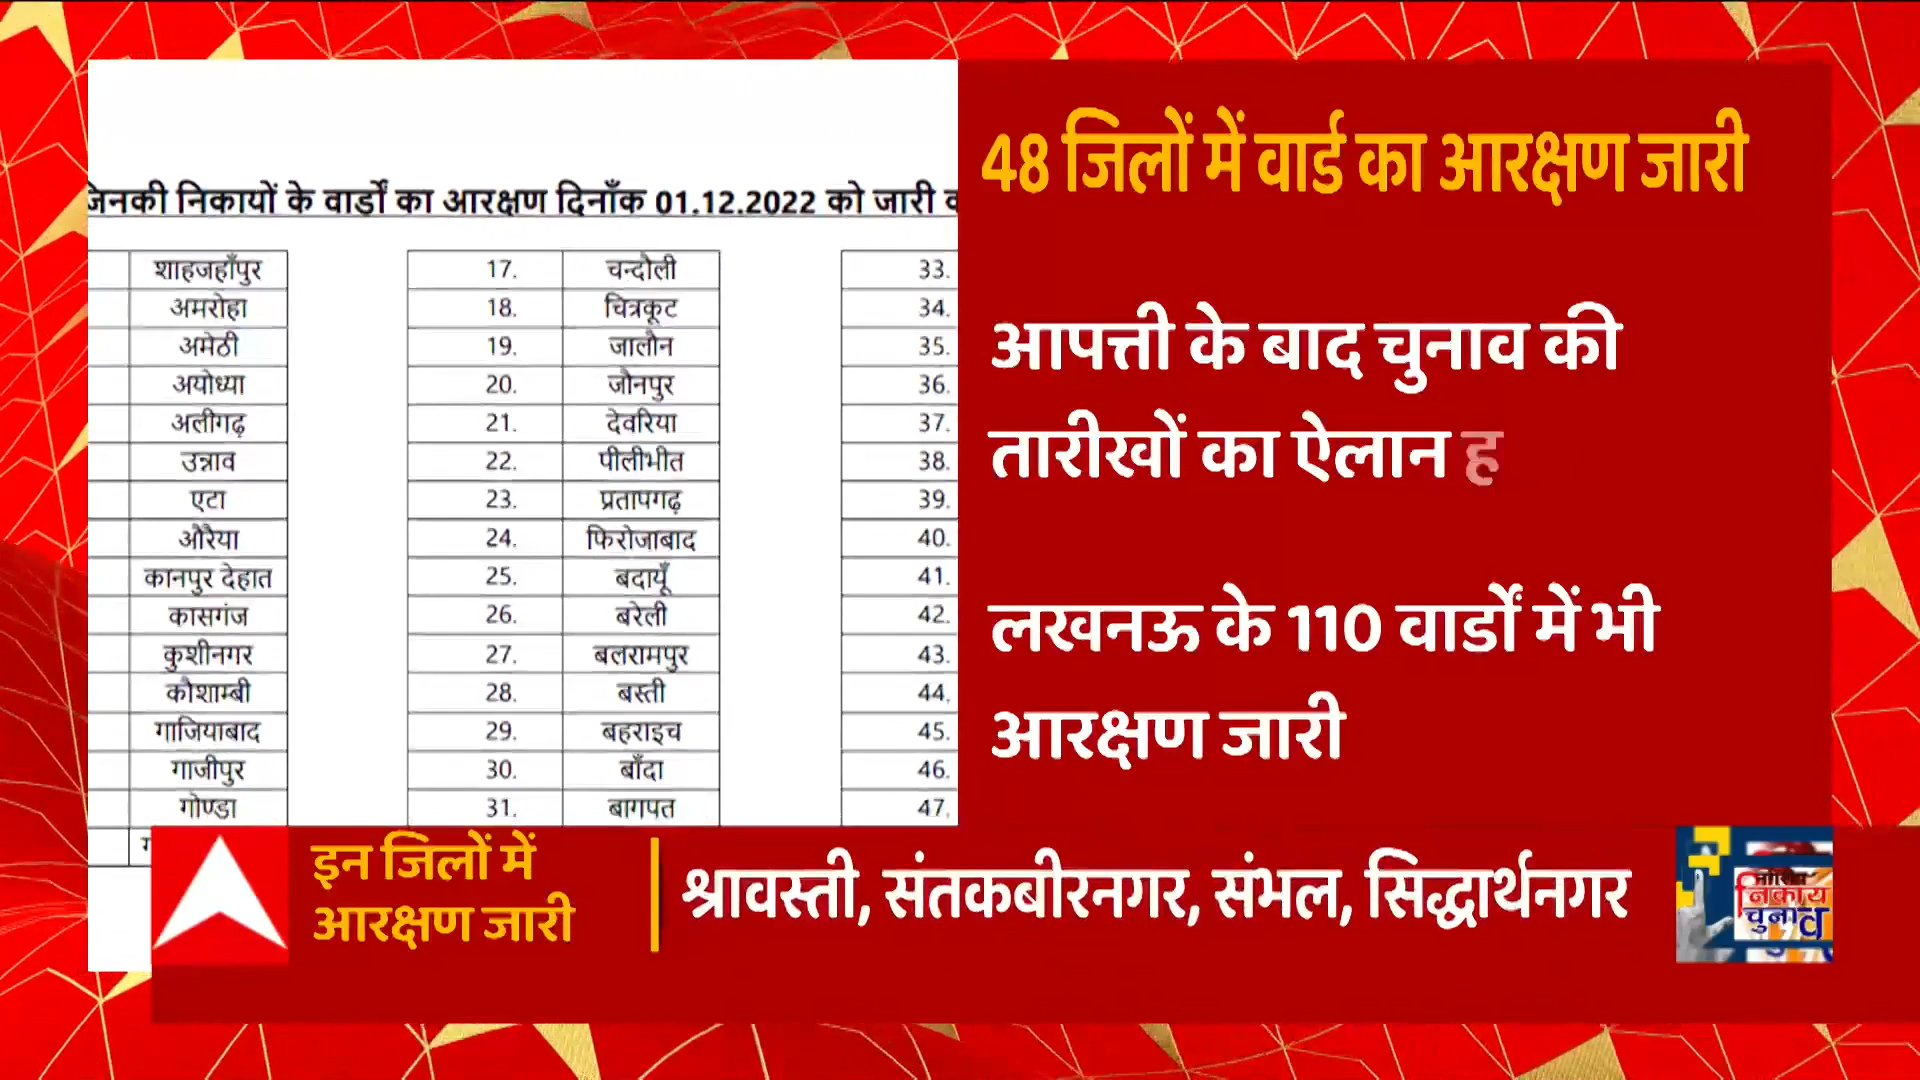 जिनकी निकायों के वार्डों का आरक्षण दिनाँक 01.12.2022 को जारी
शाहजहाँपुर 17. चन्दौली 33.
अमरोहा 18. चित्रकूट 34.
अमेठी 19. जालौन 35.
अयोध्या 20. जौनपुर 36.
अलीगढ़ 21. देवरिया 37.
उन्नाव 22. पीलीभीत 38.
एटा 23. प्रतापगढ़ 39.
औरैया 24. फिरोजाबाद 40.
कानपुर देहात 25. बदायूँ 41.
कासगंज 26. बरेली 42.
कुशीनगर 27. बलरामपुर 43.
कौशाम्बी 28. बस्ती 44.
गाजियाबाद 29. बहराइच 45.
गाजीपुर 30. बाँदा 46.
गोण्डा 31. बागपत 47.
48 जिलों में वार्ड का आरक्षण जारी
आपत्ती के बाद चुनाव की
तारीखों का ऐलान ह
लखनऊ के 110 वार्डों में भी
आरक्षण जारी
इन जिलों में
आरक्षण जारी
श्रावस्ती, संतकबीरनगर, संभल, सिद्धार्थनगर
निकाय
चुनाव